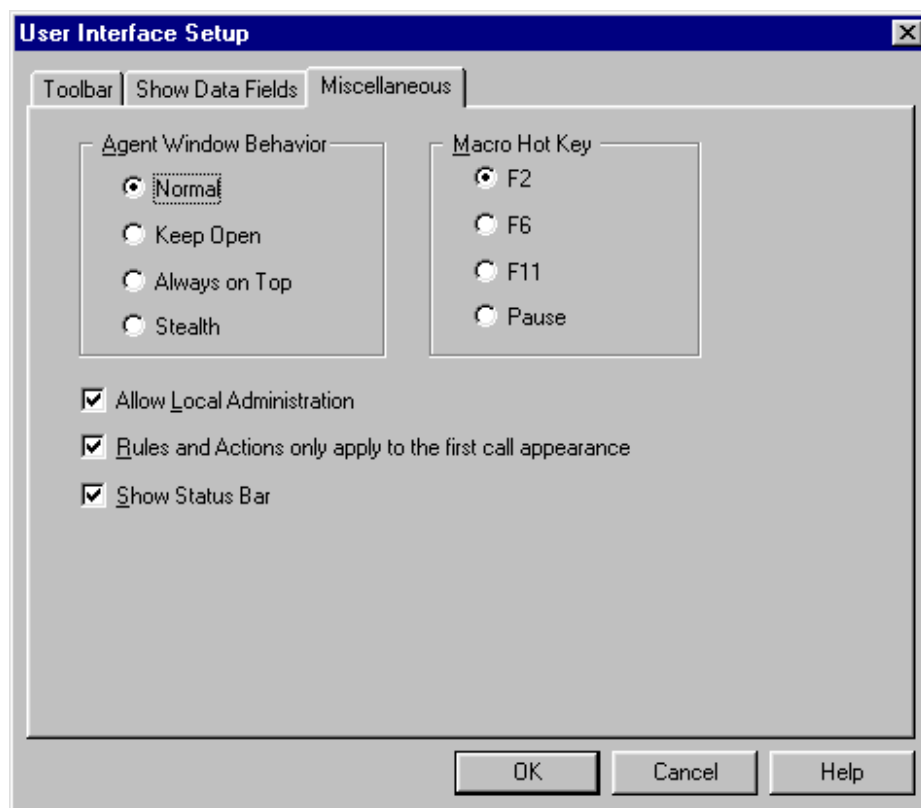 User Interface Setup
Toolbar
Show Data Fields
Miscellaneous
Agent Window Behavior
Normal
Keep Open
Always on Top
Stealth
Macro Hot Key
F2
F6
F11
Pause
Allow Local Administration
Rules and Actions only apply to the first call appearance
Show Status Bar
OK
Cancel
Help